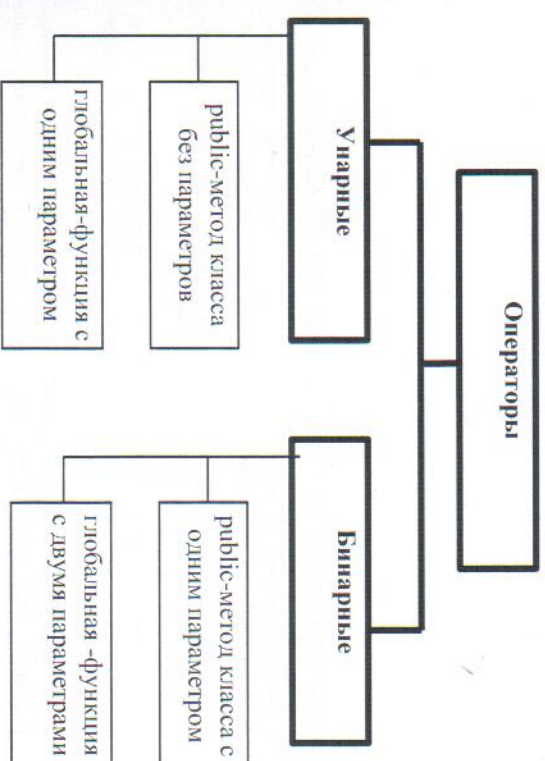 Операторы
Унарные
public-метод класса
без параметров
глобальная-функция с
одним параметром
Бинарные
public-метод класса с
одним параметром
глобальная -функция
с двумя параметрами